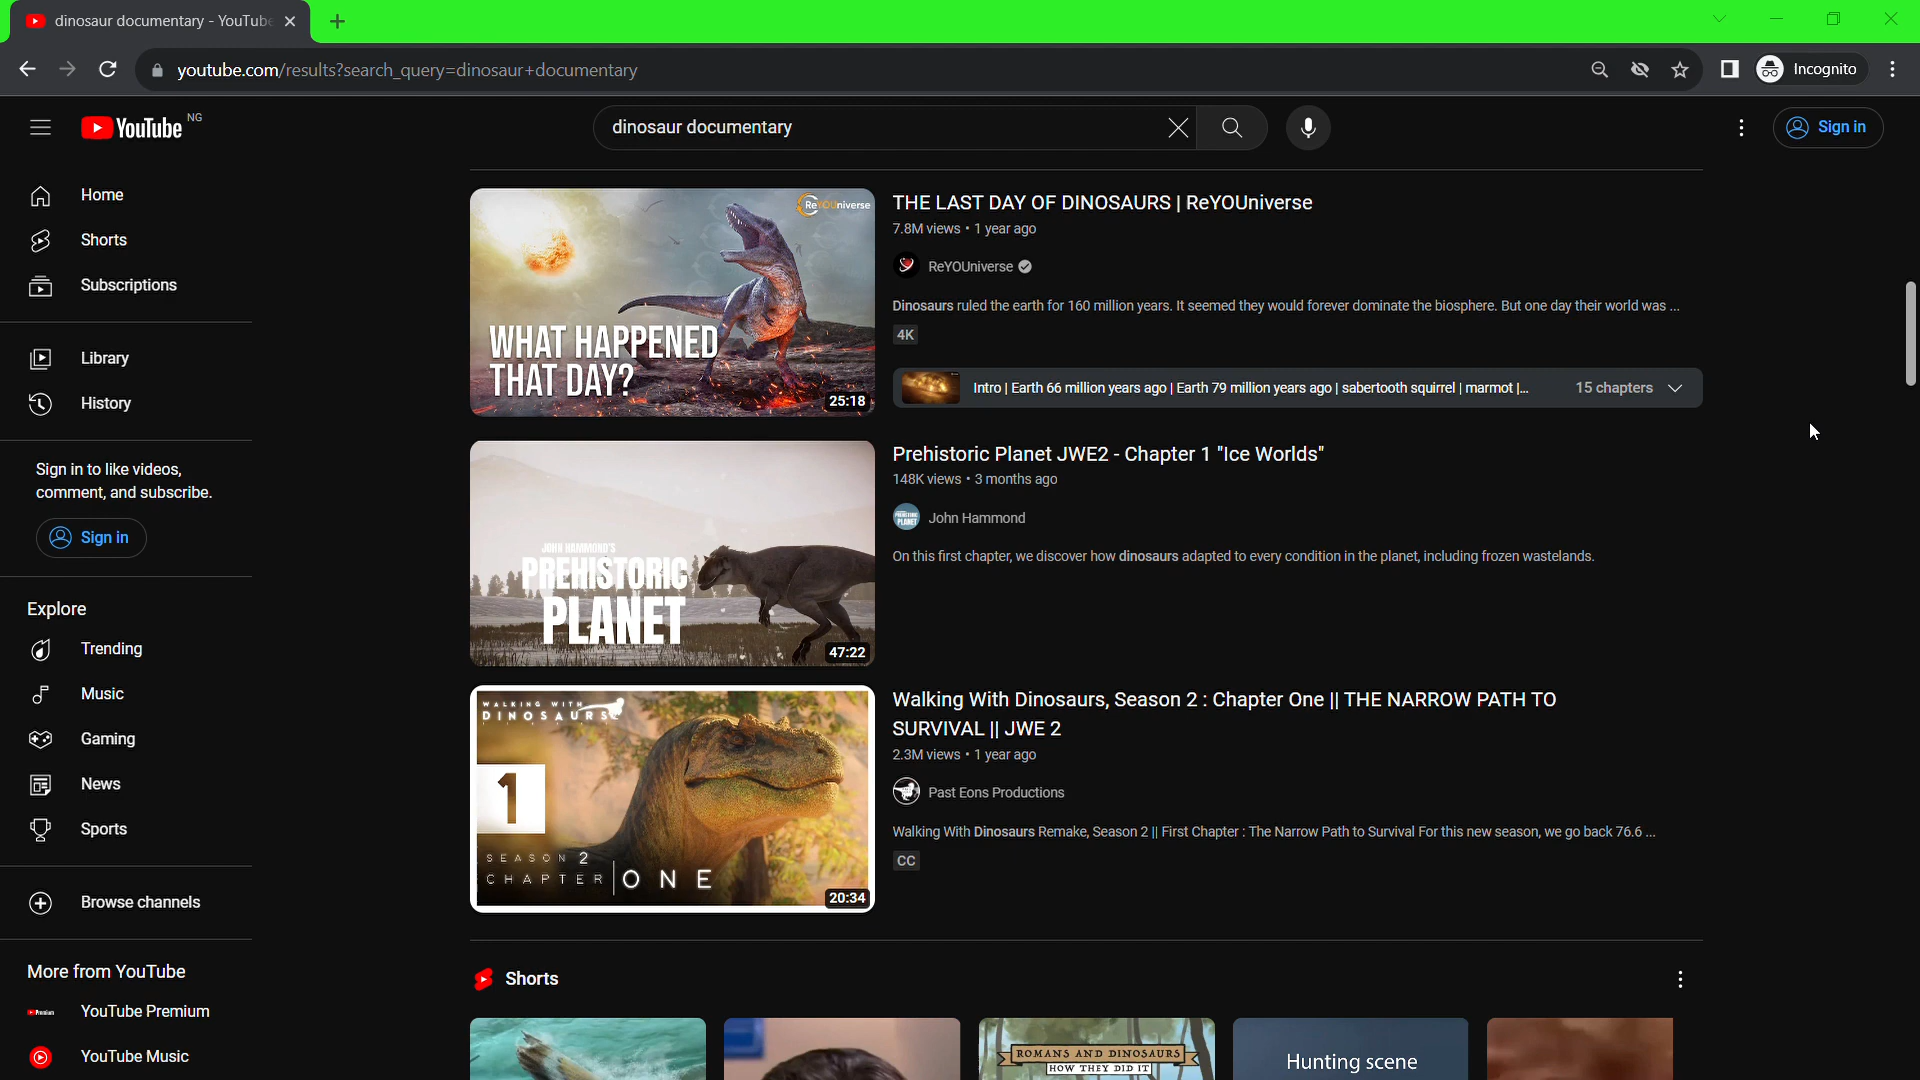 dinosaur documentary - YouTube
youtube.com/results?search_query=dinosaur+documentary
Incognito
YouTube NG
dinosaur documentary
Sign in
Home
Shorts
Subscriptions
Library
History
Sign in to like videos,
comment, and subscribe.
Sign in
Explore
Trending
Music
Gaming
News
Sports
Browse channels
More from YouTube
Premium
YouTube Premium
YouTube Music
ReYOUniverse
WHAT HAPPENED
THAT DAY?
25:18
THE LAST DAY OF DINOSAURS | ReYOUniverse
7.8M views • 1 year ago
ReYOUniverse
Dinosaurs ruled the earth for 160 million years. It seemed they would forever dominate the biosphere. But one day their world was ...
4K
Intro | Earth 66 million years ago | Earth 79 million years ago | sabertooth squirrel | marmot |...
15 chapters
JOHN HAMMOND'S
PREHISTORIC
PLANET
47:22
Prehistoric Planet JWE2 - Chapter 1 "Ice Worlds"
148K views • 3 months ago
John Hammond
On this first chapter, we discover how dinosaurs adapted to every condition in the planet, including frozen wastelands.
WALKING WITH
DINOSAURS
1
SEASON 2
CHAPTER ONE
20:34
Walking With Dinosaurs, Season 2 : Chapter One || THE NARROW PATH TO
SURVIVAL || JWE 2
2.3M views • 1 year ago
Past Eons Productions
Walking With Dinosaurs Remake, Season 2 || First Chapter : The Narrow Path to Survival For this new season, we go back 76.6 ...
CC
Shorts
ROMANS AND DINOSAURS
HOW THEY DID IT
Hunting scene